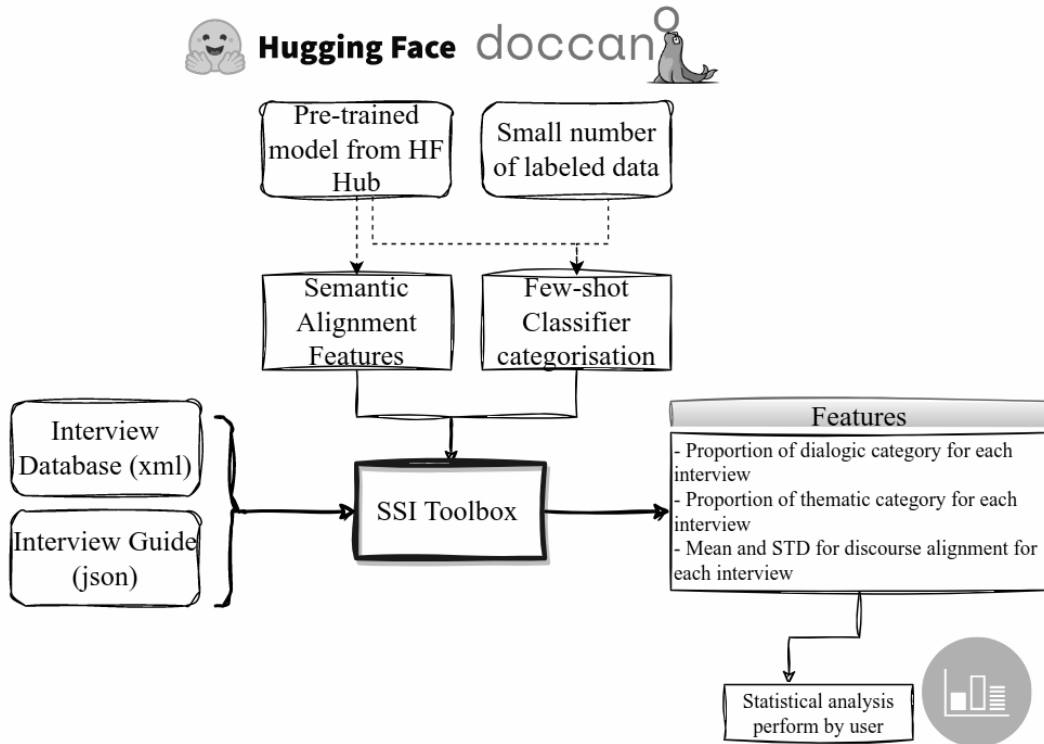 Hugging Face doccano
Pre-trained
model from HF
Hub
Small number
of labeled data
Semantic
Alignment
Features
Few-shot
Classifier
categorisation
Interview
Database (xml)
Interview Guide
(json)
SSI Toolbox
Features
- Proportion of dialogic category for each
interview
- Proportion of thematic category for each
interview
- Mean and STD for discourse alignment for
each interview
Statistical analysis
perform by user